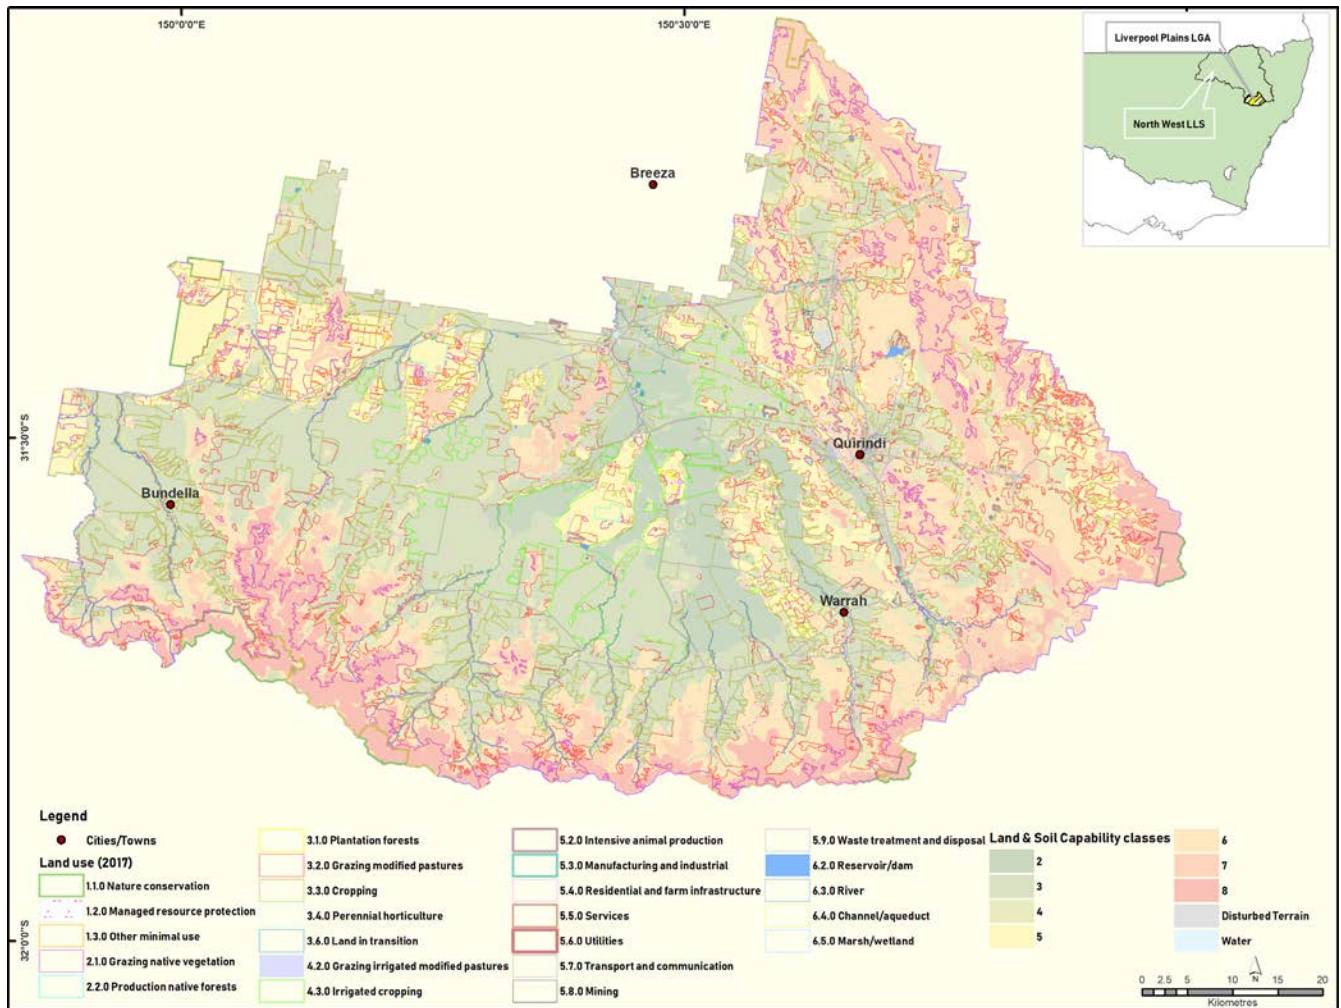 150°0'0"E
150°30'0"E
Liverpool Plains LGA
North West LLS
Breeza
31°30'0"S
Quirindi
Bundella
Warrah
32°0'0"S
Legend
Cities/Towns
Land use (2017)
1.1.0 Nature conservation
1.2.0 Managed resource protection
1.3.0 Other minimal use
2.1.0 Grazing native vegetation
2.2.0 Production native forests
3.1.0 Plantation forests
3.2.0 Grazing modified pastures
3.3.0 Cropping
3.4.0 Perennial horticulture
3.6.0 Land in transition
4.2.0 Grazing irrigated modified pastures
4.3.0 Irrigated cropping
5.2.0 Intensive animal production
5.3.0 Manufacturing and industrial
5.4.0 Residential and farm infrastructure
5.5.0 Services
5.6.0 Utilities
5.7.0 Transport and communication
5.8.0 Mining
5.9.0 Waste treatment and disposal
6.2.0 Reservoir/dam
6.3.0 River
6.4.0 Channel/aqueduct
6.5.0 Marsh/wetland
Land & Soil Capability classes
2
3
4
5
6
7
8
Disturbed Terrain
Water
N
0 2.5 5 10 15 20
Kilometres